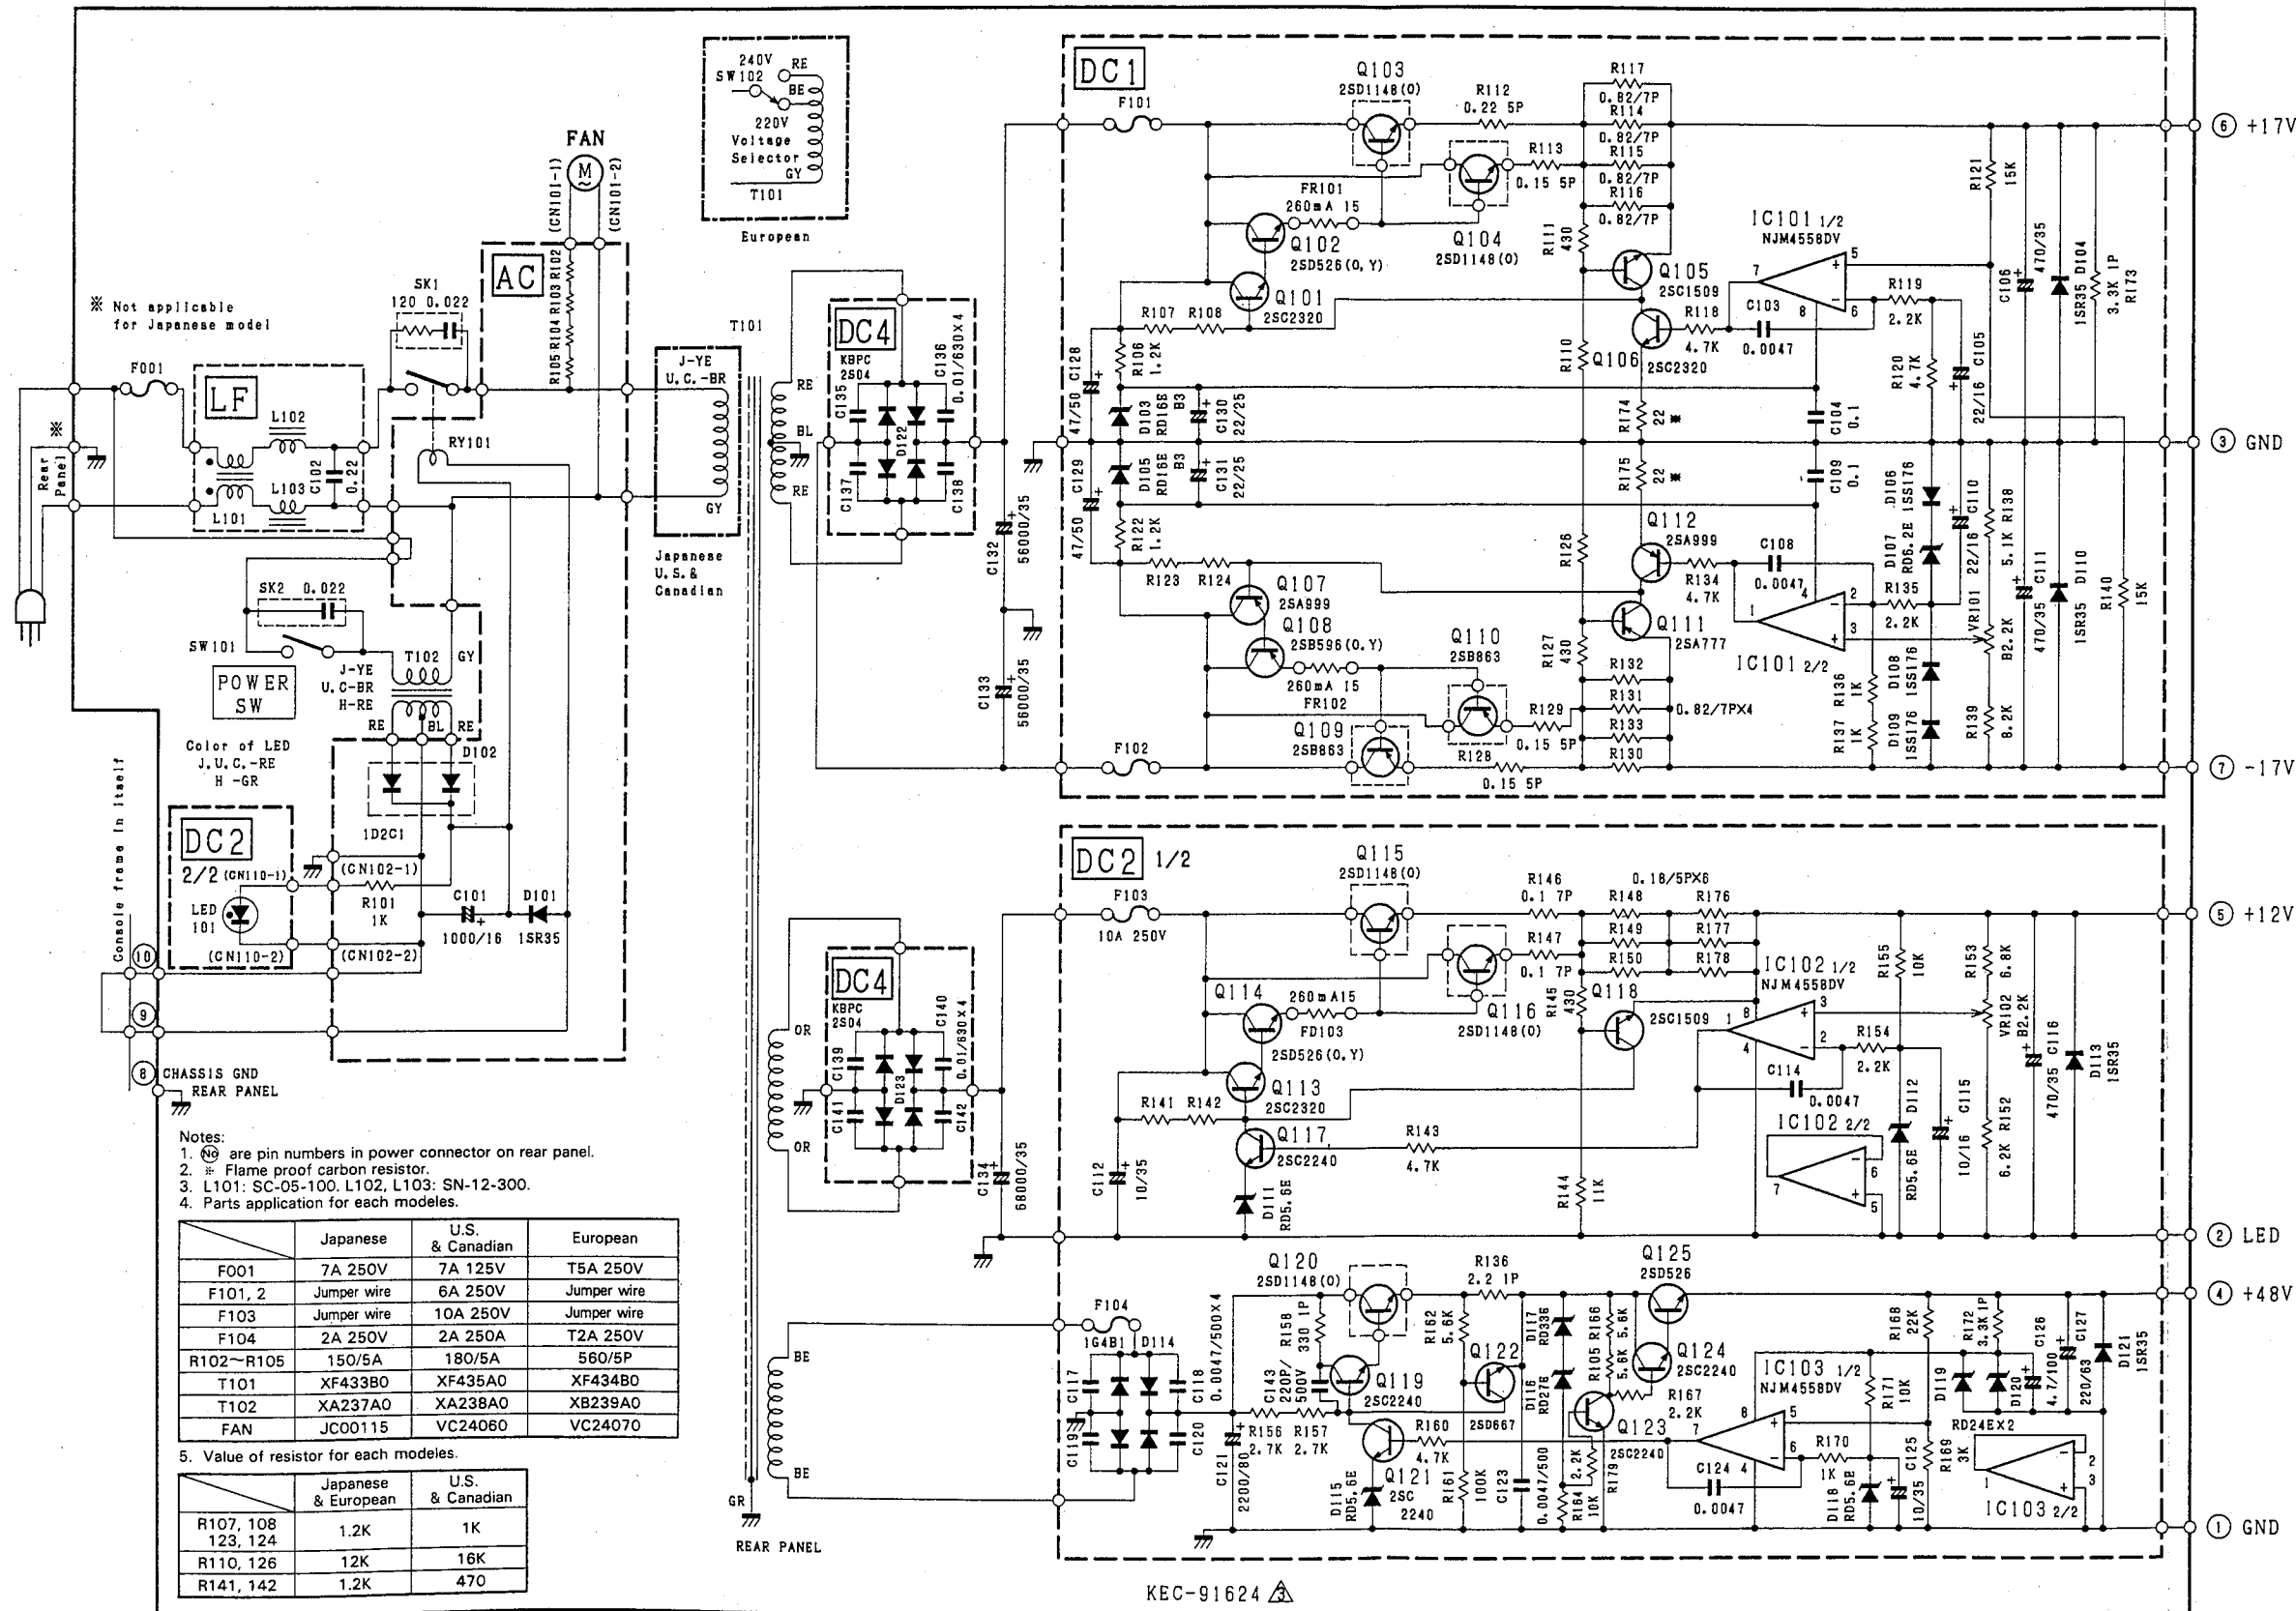 240V
RE
SW102
BE
220V
Voltage
Selector
GY
T101
European
FAN
M
(CN101-1)
(CN101-2)
AC
R105 R104 R103 R102
SK1
120 0.022
※ Not applicable
for Japanese model
F001
LF
L102
L103
L101
C102
0.22
RY101
※
Rear
Panel
SK2 0.022
SW101
POWER
SW
J-YE
U.C-BR
H-RE
T102
GY
RE
BL
RE
D102
1D2C1
Color of LED
J.U.C.-RE
H -GR
DC2
2/2
(CN110-1)
LED
101
(CN110-2)
(CN102-1)
R101
1K
C101
1000/16
D101
1SR35
(CN102-2)
Console frame in itself
10
9
8
CHASSIS GND
REAR PANEL
J-YE
U.C.-BR
GY
Japanese
U.S.&
Canadian
T101
RE
BL
RE
DC4
KBPC
2S04
C136
0.01/630X4
C135
D122
C137
C138
C132
56000/35
C133
56000/35
DC1
F101
Q103
2SD1148(O)
R112
0.22 5P
R117
0.82/7P
R114
0.82/7P
R115
0.82/7P
R116
0.82/7P
R113
0.15 5P
FR101
260mA 15
Q102
2SD526(O,Y)
Q104
2SD1148(O)
R111
430
Q101
2SC2320
Q105
2SC1509
IC101 1/2
NJM4558DV
5
7
8
6
R107 R108
R106
1.2K
R110
Q106
2SC2320
R118
4.7K
C103
0.0047
R119
2.2K
R120
4.7K
C105
22/16
R121
15K
C106
470/35
D104
1SR35
3.3K 1P
R173
6 +17V
C128
47/50
D103
RD16E
B3
C130
22/25
R174
22 ※
C104
0.1
3 GND
C129
47/50
D105
RD16E
B3
C131
22/25
R175
22 ※
C109
0.1
D106
1SS176
D107
RD6.2E
C110
22/16
R138
5.1K
VR101
B2.2K
C111
470/35
D110
1SR35
R140
15K
R122
1.2K
R126
Q112
2SA999
C108
0.0047
R123
R124
Q107
2SA999
Q108
2SB596(O.Y)
R134
4.7K
4
2
1
3
R135
2.2K
Q111
2SA777
IC101 2/2
R127
430
R136
1K
R137
1K
D108
1SS176
D109
1SS176
R139
8.2K
260mA 15
FR102
Q110
2SB863
R132
R131
0.82/7PX4
R133
R130
R129
0.15 5P
Q109
2SB863
R128
0.15 5P
F102
7 -17V
DC2 1/2
F103
10A 250V
Q115
2SD1148(O)
R146
0.1 7P
0.18/5PX6
R148
R176
R149
R177
R150
R178
R147
0.1 7P
R145
430
Q114
260mA15
FD103
2SD526(O,Y)
Q116
2SD1148(O)
Q118
2SC1509
IC102 1/2
NJM4558DV
1
8
3
2
4
R154
2.2K
C114
0.0047
R155
10K
R153
6.8K
VR102
B2.2K
C116
470/35
D113
1SR35
5 +12V
Q113
2SC2320
R141 R142
Q117
2SC2240
R143
4.7K
C112
10/35
D111
RD5.6E
R144
11K
IC102 2/2
7
6
5
D112
RD5.6E
C115
10/16
R152
6.2K
2 LED
OR
OR
DC4
KBPC
2S04
C140
0.01/630X4
C139
D123
C141
C142
C134
68000/35
BE
BE
GR
REAR PANEL
F104
1G4B1 D114
C117
C118
0.0047/500X4
C119
C120
C121
2200/80
R156
2.7K
R157
2.7K
C143
220P/
500V
R158
330 1P
Q120
2SD1148(O)
Q119
2SC2240
R162
5.6K
R136
2.2 1P
Q122
2SD667
R160
4.7K
Q121
2SC
2240
D115
RD5.6E
R161
100K
C123
0.0047/500
D117
RD33E
D116
RD27E
R166
5.6K
R105
5.6K
R164
10K
2.2K
R179
Q125
2SD526
Q124
2SC2240
R167
2.2K
Q123
2SC2240
IC103 1/2
NJM4558DV
8
5
7
6
4
C124
0.0047
R170
1K
R171
10K
D118
RD5.6E
C125
10/35
R168
22K
R169
3K
R172
3.3K1P
D119
D120
RD24EX2
C126
4.7/100
C127
220/63
D121
1SR35
IC103 2/2
1
2
3
4 +48V
1 GND
Notes:
1. No are pin numbers in power connector on rear panel.
2. ※ Flame proof carbon resistor.
3. L101: SC-05-100. L102, L103: SN-12-300.
4. Parts application for each modeles.
Japanese U.S. & Canadian European
F001 7A 250V 7A 125V T5A 250V
F101, 2 Jumper wire 6A 250V Jumper wire
F103 Jumper wire 10A 250V Jumper wire
F104 2A 250V 2A 250A T2A 250V
R102~R105 150/5A 180/5A 560/5P
T101 XF433B0 XF435A0 XF434B0
T102 XA237A0 XA238A0 XB239A0
FAN JC00115 VC24060 VC24070
5. Value of resistor for each modeles.
Japanese & European U.S. & Canadian
R107, 108 123, 124 1.2K 1K
R110, 126 12K 16K
R141, 142 1.2K 470
KEC-91624 3